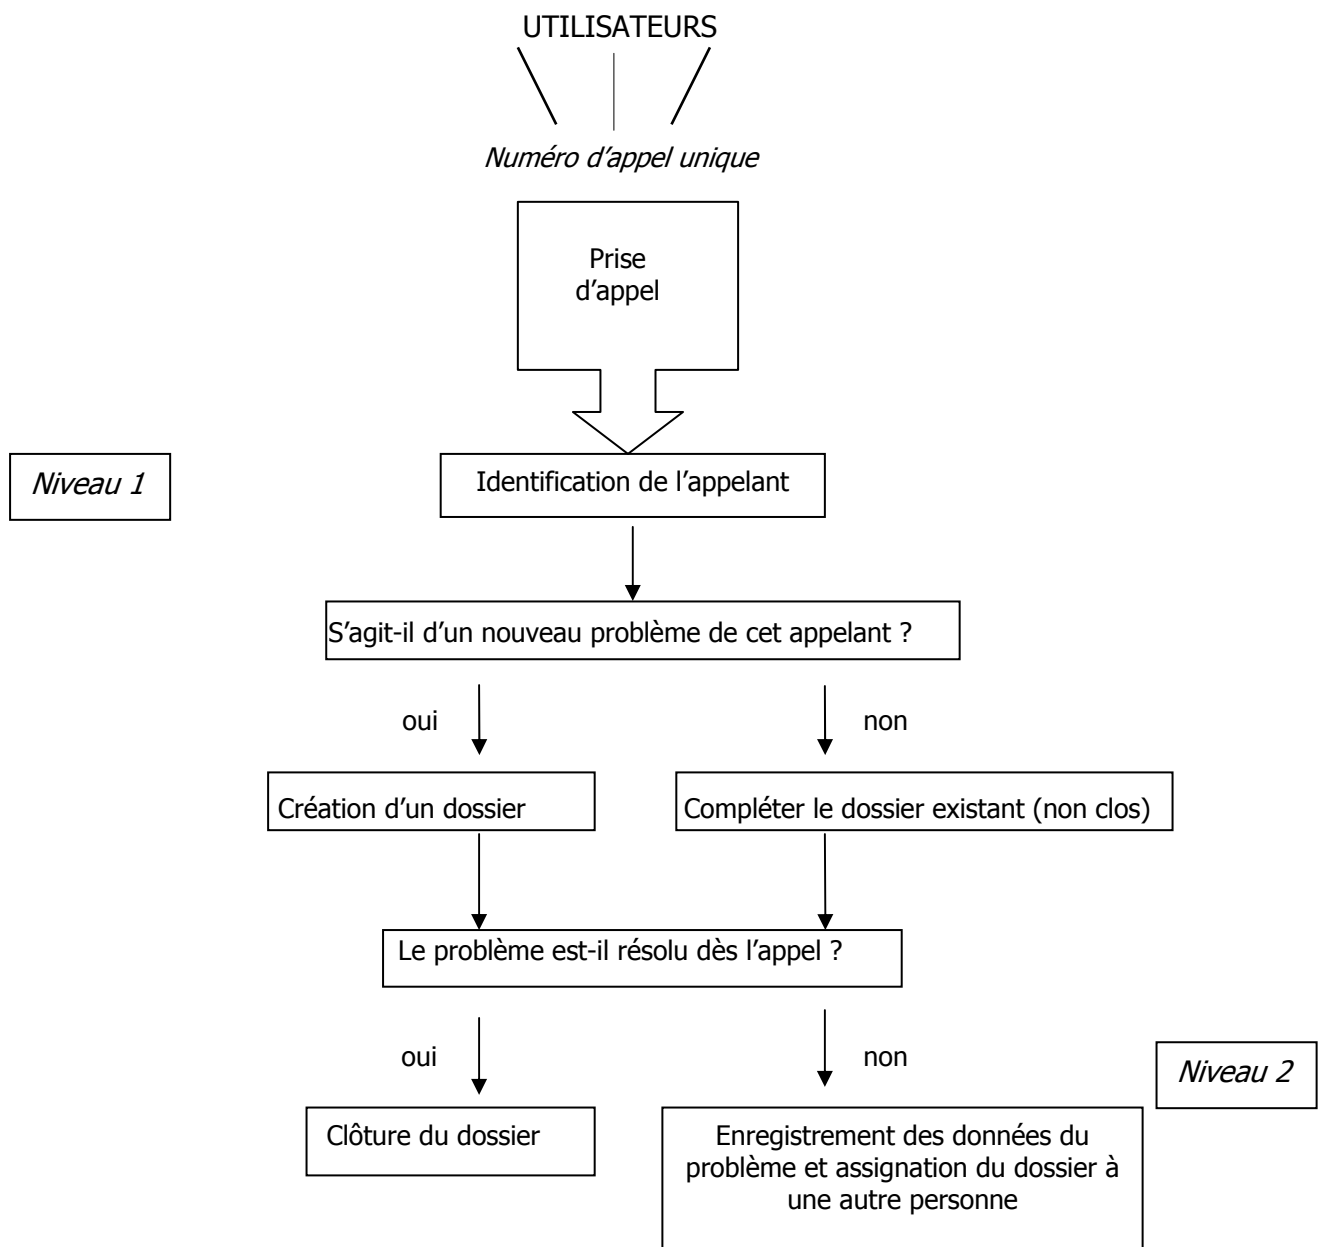 UTILISATEURS
Numéro d'appel unique
Prise
d'appel
Niveau 1
Identification de l'appelant
S'agit-il d'un nouveau problème de cet appelant ?
oui
non
Création d'un dossier
Compléter le dossier existant (non clos)
Le problème est-il résolu dès l'appel ?
oui
non
Niveau 2
Clôture du dossier
Enregistrement des données du
problème et assignation du dossier à
une autre personne